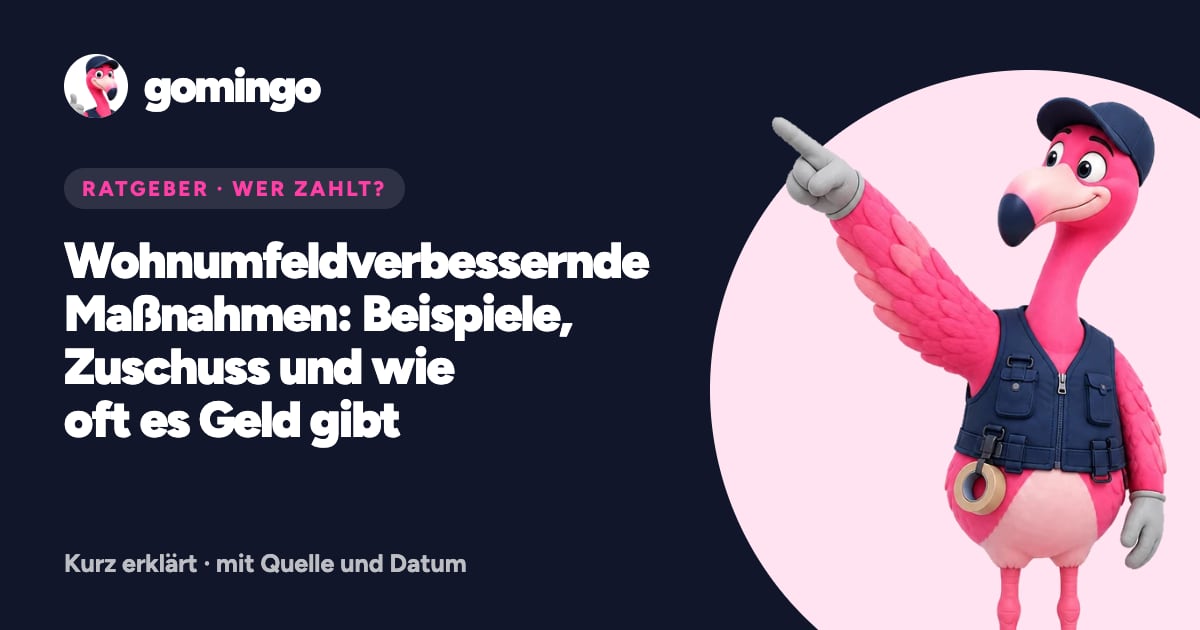 gomingo
RATGEBER · WER ZAHLT?
Wohnumfeldverbessernde
Maßnahmen: Beispiele,
Zuschuss und wie
oft es Geld gibt
Kurz erklärt · mit Quelle und Datum